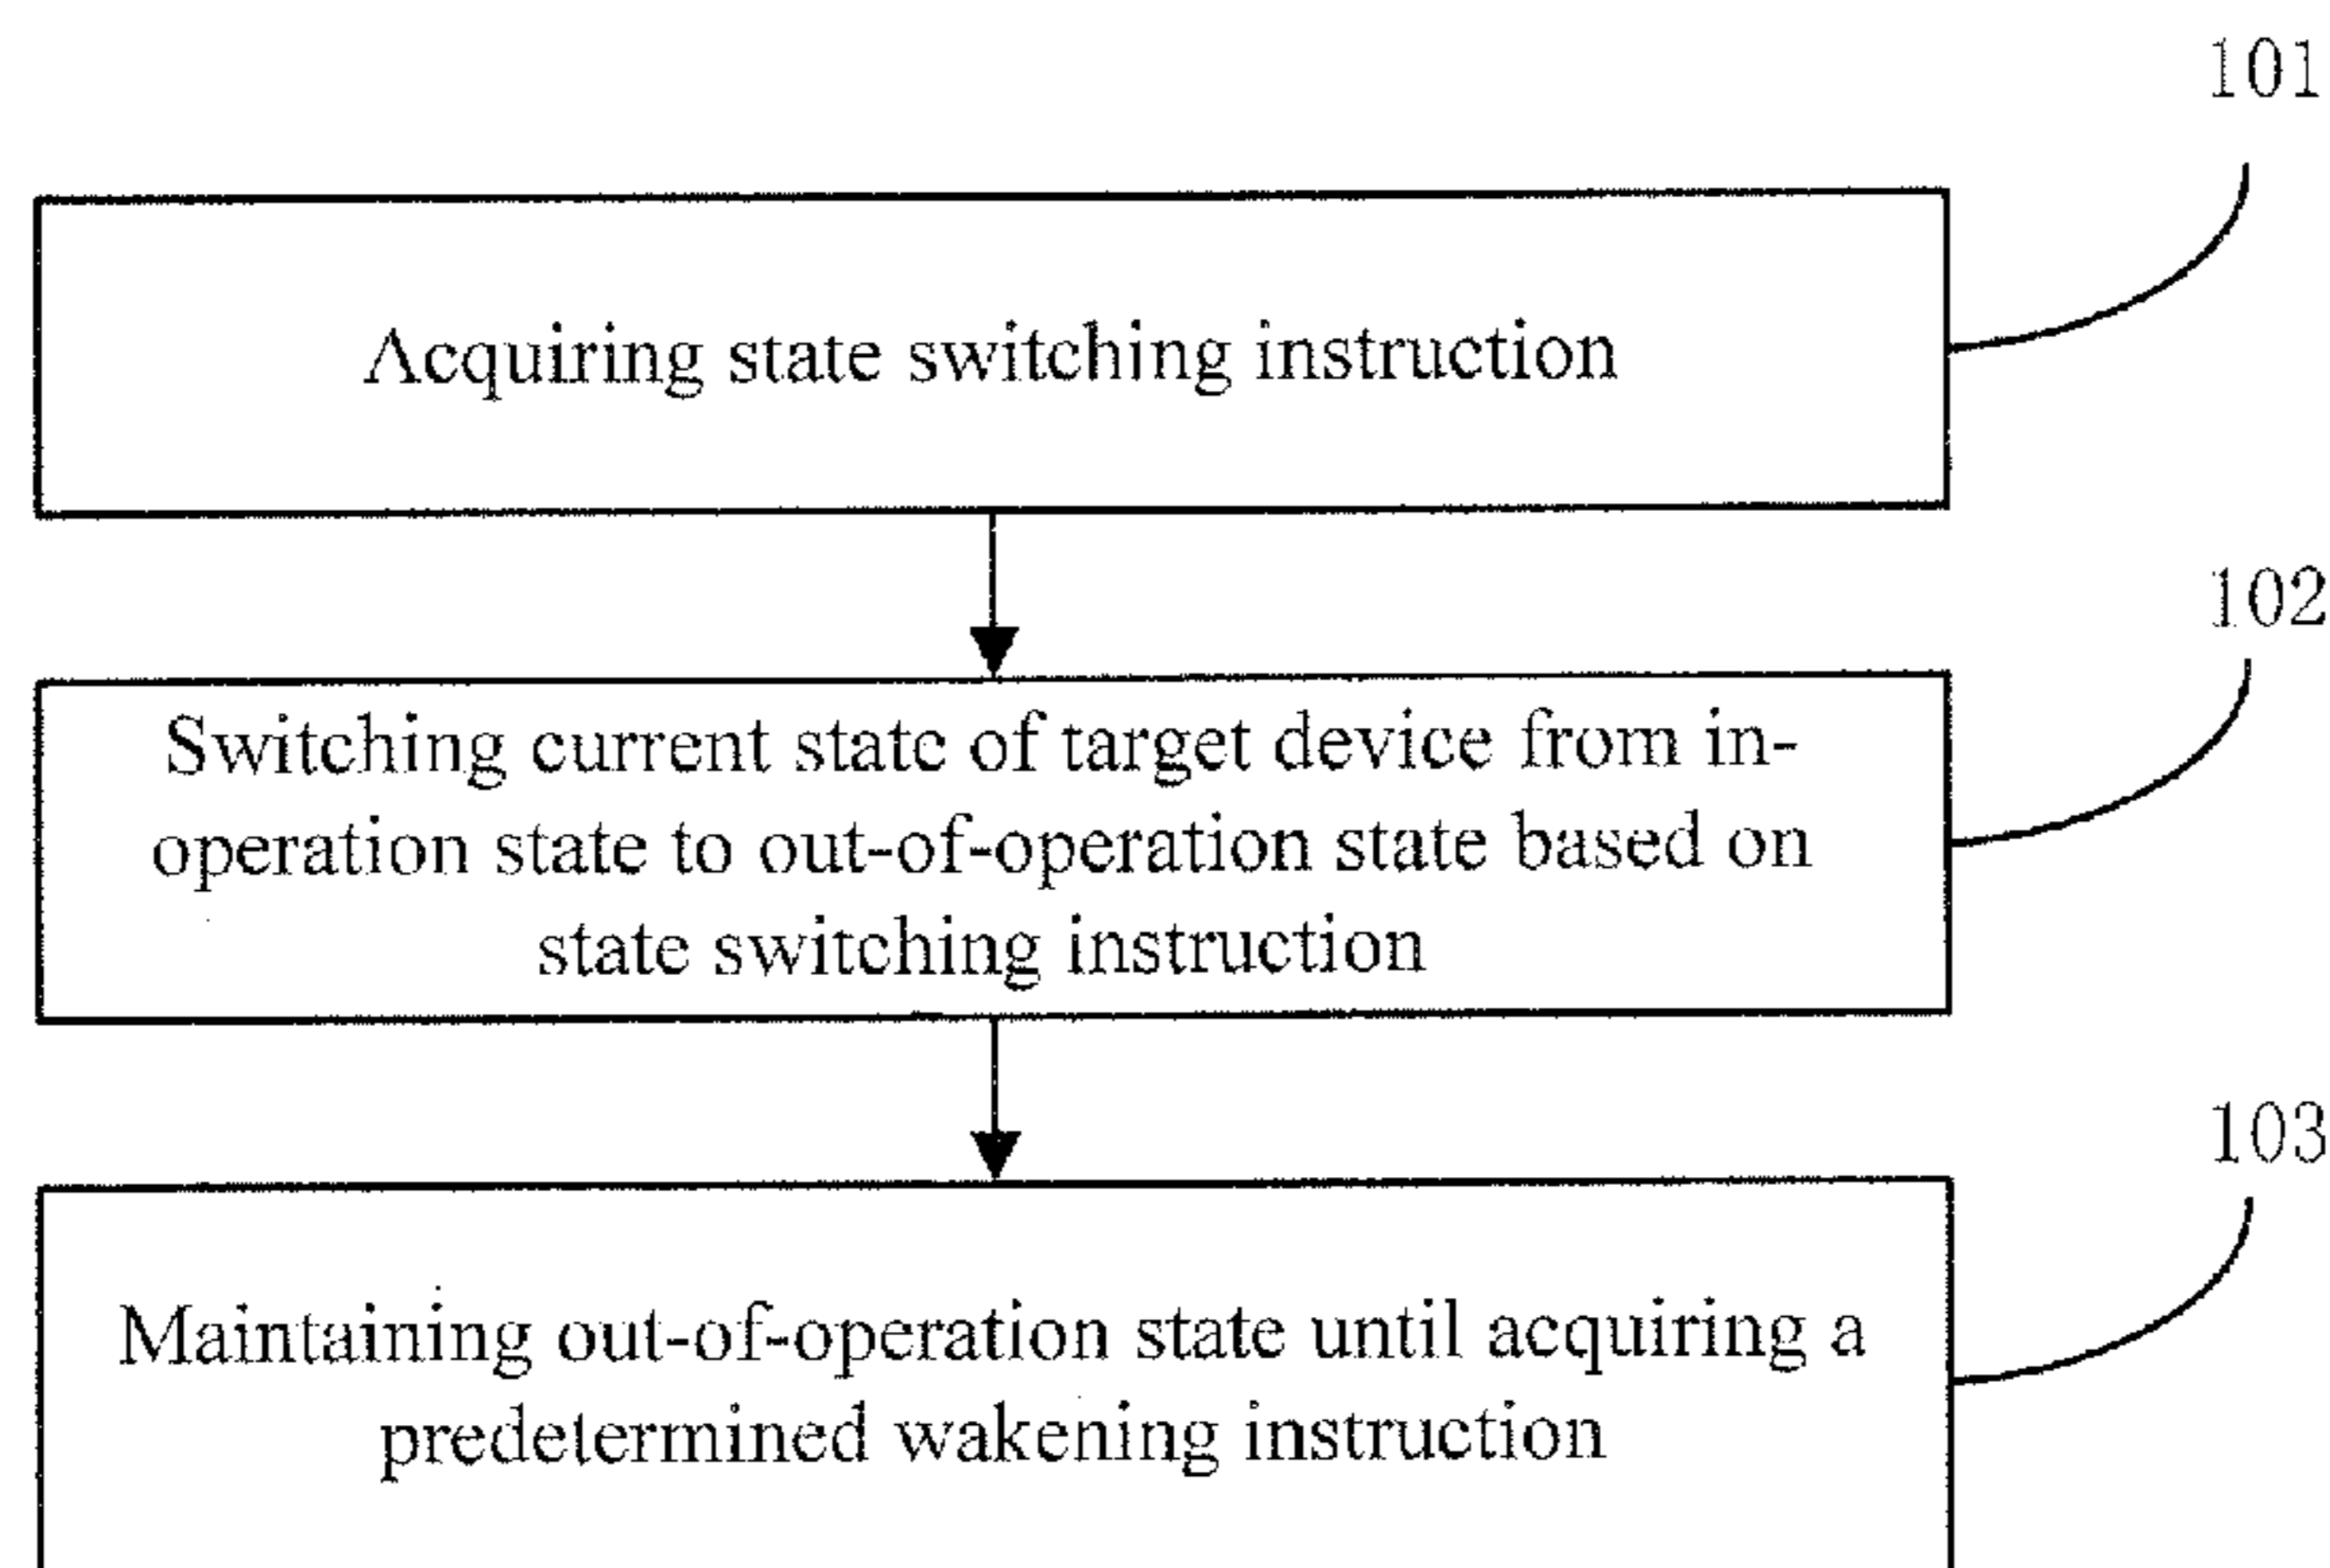 101
Acquiring state switching instruction
102
Switching current state of target device from in-
operation state to out-of-operation state based on
state switching instruction
103
Maintaining out-of-operation state until acquiring a
predetermined wakening instruction